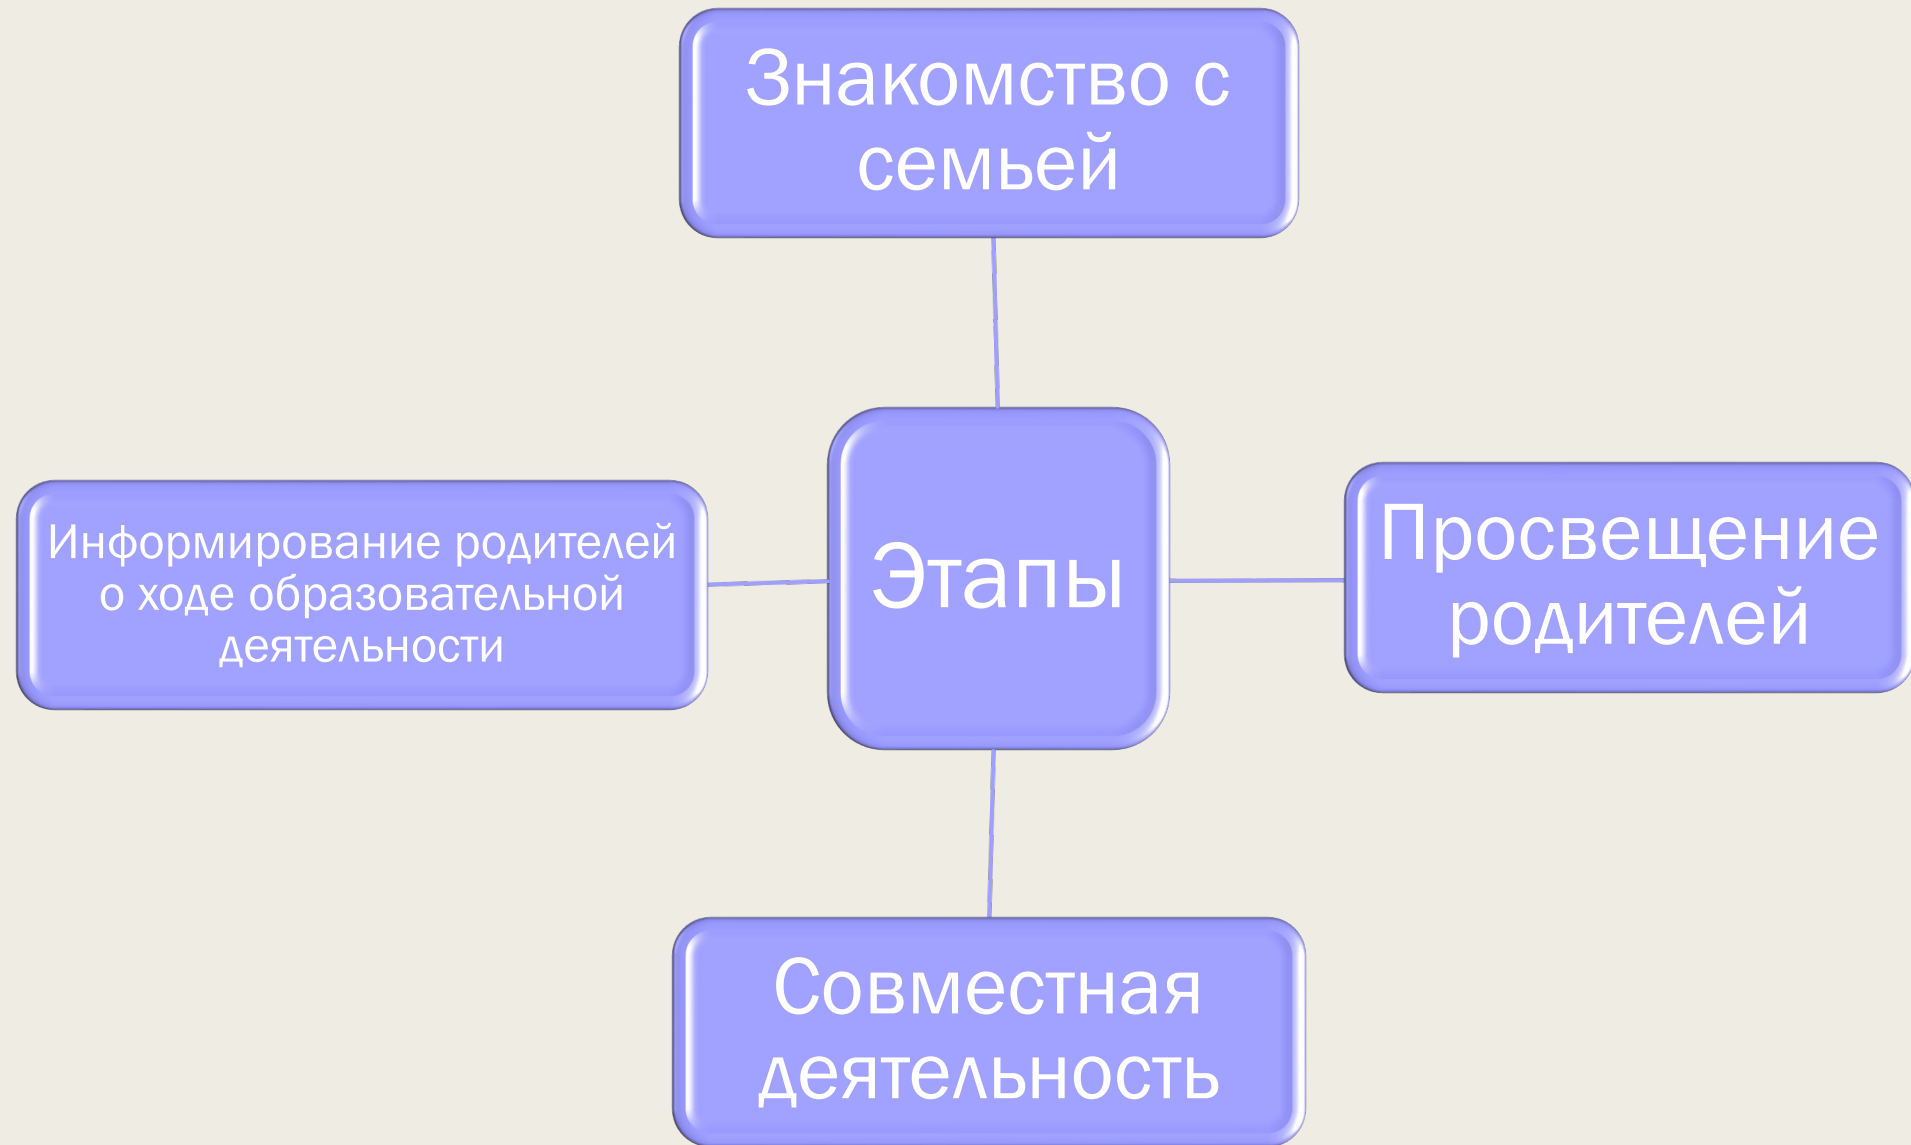 Знакомство с
семьей
Информирование родителей
о ходе образовательной
деятельности
Этапы
Просвещение
родителей
Совместная
деятельность